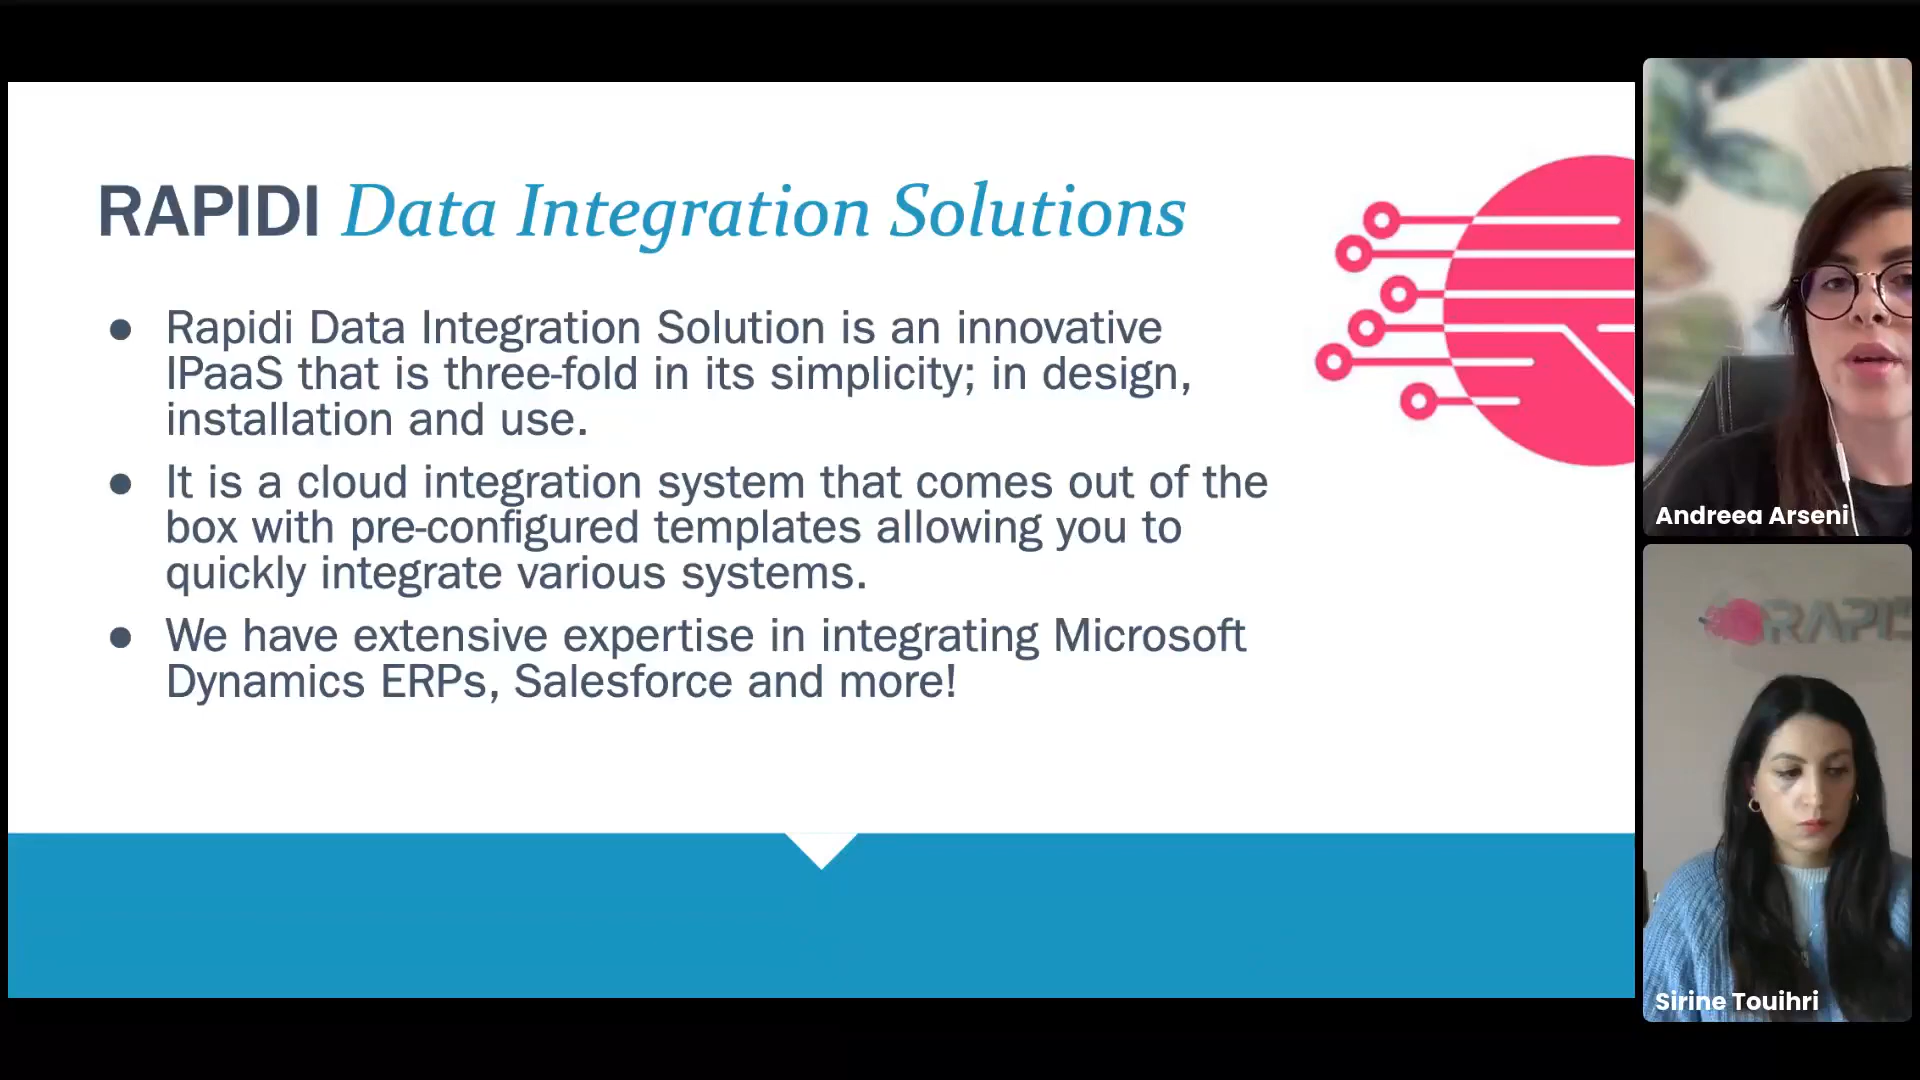 RAPIDI Data Integration Solutions
● Rapidi Data Integration Solution is an innovative
IPaaS that is three-fold in its simplicity; in design,
installation and use.
● It is a cloud integration system that comes out of the
box with pre-configured templates allowing you to
quickly integrate various systems.
● We have extensive expertise in integrating Microsoft
Dynamics ERPs, Salesforce and more!
Andreea Arseni
RAPID
Sirine Touihri